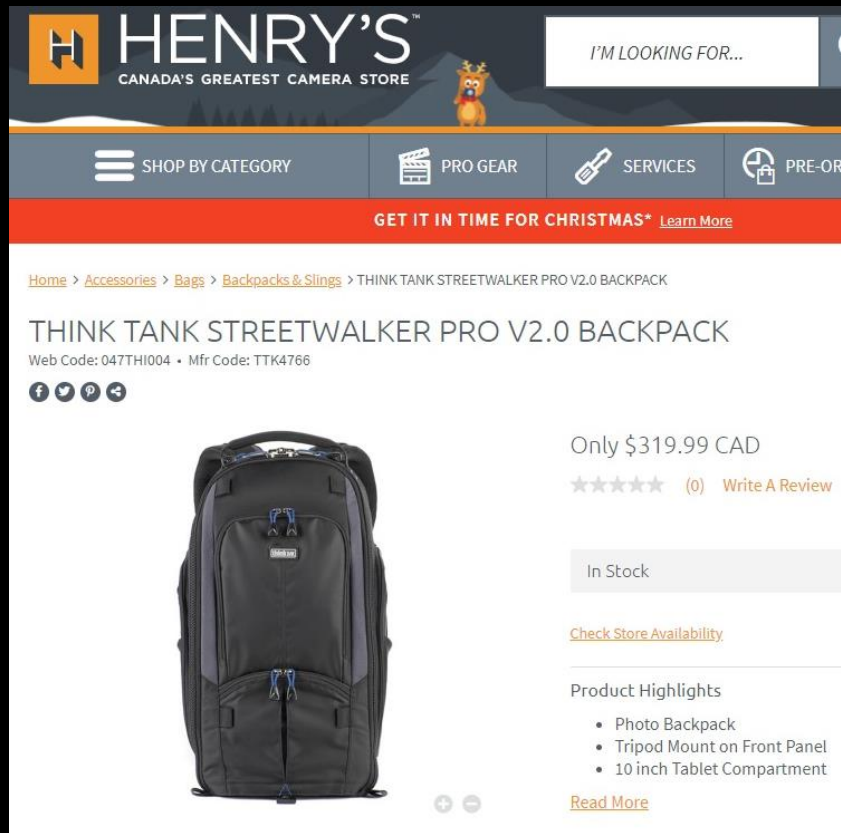 HENRY'S™
CANADA'S GREATEST CAMERA STORE
I'M LOOKING FOR...
SHOP BY CATEGORY
PRO GEAR
SERVICES
PRE-OR
GET IT IN TIME FOR CHRISTMAS* Learn More
Home > Accessories > Bags > Backpacks & Slings > THINK TANK STREETWALKER PRO V2.0 BACKPACK
THINK TANK STREETWALKER PRO V2.0 BACKPACK
Web Code: 047THI004 • Mfr Code: TTK4766
Only $319.99 CAD
(0) Write A Review
In Stock
Check Store Availability
Product Highlights
• Photo Backpack
• Tripod Mount on Front Panel
• 10 inch Tablet Compartment
Read More